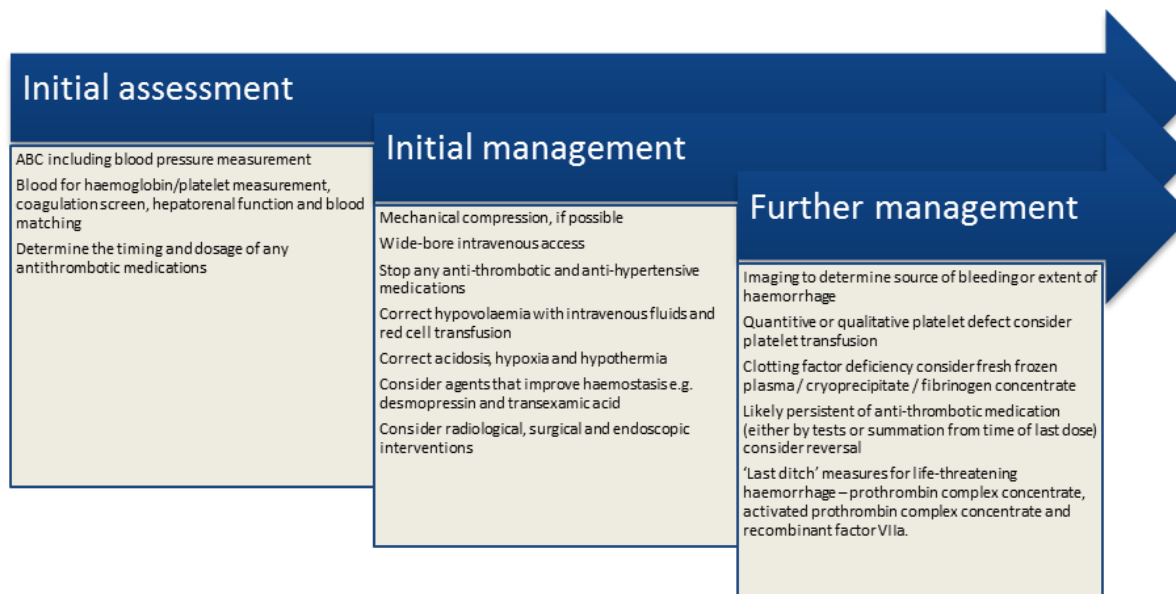 Initial assessment
ABC including blood pressure measurement
Blood for haemoglobin/platelet measurement,
coagulation screen, hepatorenal function and blood
matching
Determine the timing and dosage of any
antithrombotic medications
Initial management
Mechanical compression, if possible
Wide-bore intravenous access
Stop any anti-thrombotic and anti-hypertensive
medications
Correct hypovolaemia with intravenous fluids and
red cell transfusion
Correct acidosis, hypoxia and hypothermia
Consider agents that improve haemostasis e.g.
desmopressin and transexamic acid
Consider radiological, surgical and endoscopic
interventions
Further management
Imaging to determine source of bleeding or extent of
haemorrhage
Quantitive or qualitative platelet defect consider
platelet transfusion
Clotting factor deficiency consider fresh frozen
plasma / cryoprecipitate / fibrinogen concentrate
Likely persistent of anti-thrombotic medication
(either by tests or summation from time of last dose)
consider reversal
‘Last ditch’ measures for life-threatening
haemorrhage – prothrombin complex concentrate,
activated prothrombin complex concentrate and
recombinant factor VIIa.